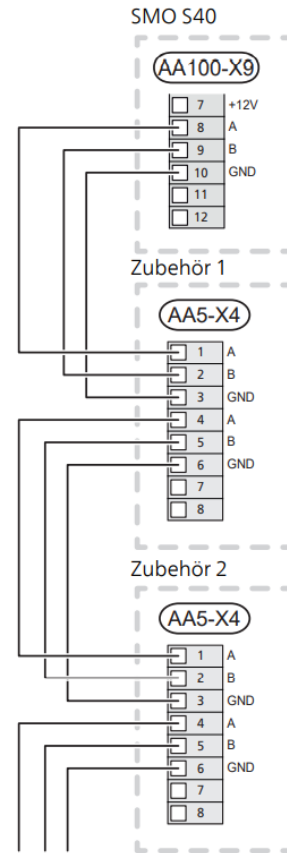 SMO S40
AA100-X9
7 +12V
8 A
9 B
10 GND
11
12
Zubehör 1
AA5-X4
1 A
2 B
3 GND
4 A
5 B
6 GND
7
8
Zubehör 2
AA5-X4
1 A
2 B
3 GND
4 A
5 B
6 GND
7
8